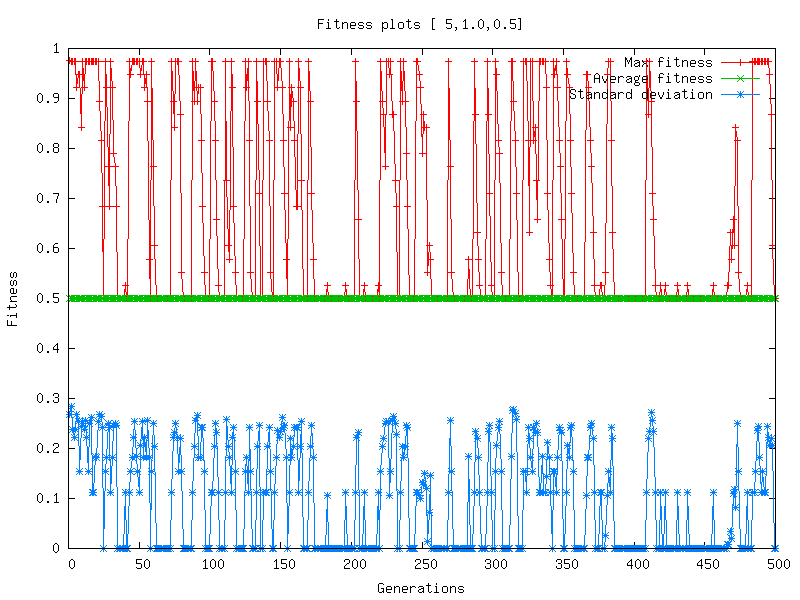 Fitness plots [ 5,1.0,0.5]
Max fitness
Average fitness
Standard deviation
Fitness
1
0.9
0.8
0.7
0.6
0.5
0.4
0.3
0.2
0.1
0
0 50 100 150 200 250 300 350 400 450 500
Generations